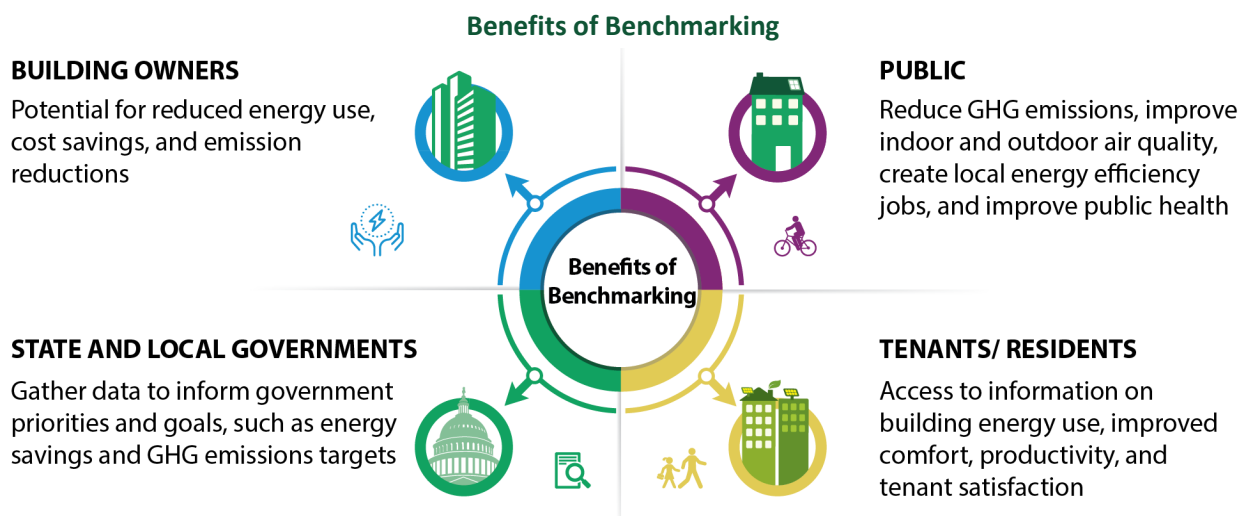 Benefits of Benchmarking
BUILDING OWNERS
Potential for reduced energy use,
cost savings, and emission
reductions
PUBLIC
Reduce GHG emissions, improve
indoor and outdoor air quality,
create local energy efficiency
jobs, and improve public health
Benefits of
Benchmarking
STATE AND LOCAL GOVERNMENTS
Gather data to inform government
priorities and goals, such as energy
savings and GHG emissions targets
TENANTS/ RESIDENTS
Access to information on
building energy use, improved
comfort, productivity, and
tenant satisfaction